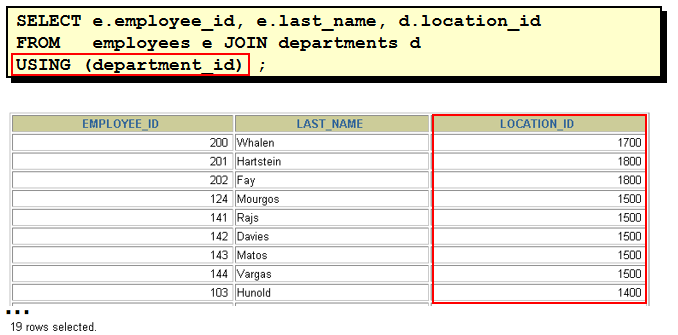 SELECT e.employee_id, e.last_name, d.location_id
FROM   employees e JOIN departments d
USING (department_id) ;
EMPLOYEE_ID LAST_NAME LOCATION_ID
200 Whalen 1700
201 Hartstein 1800
202 Fay 1800
124 Mourgos 1500
141 Rajs 1500
142 Davies 1500
143 Matos 1500
144 Vargas 1500
103 Hunold 1400
...
19 rows selected.